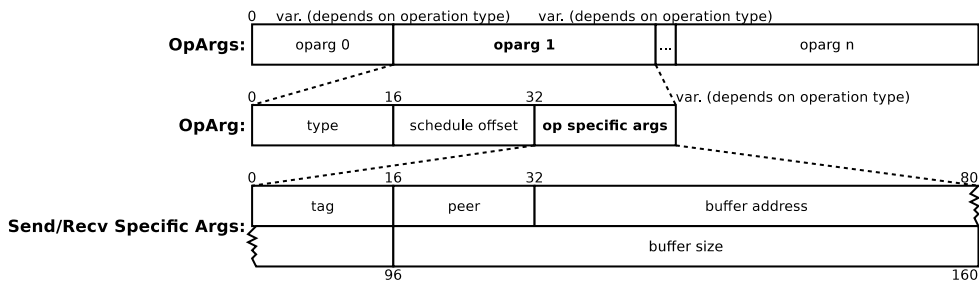 0 var. (depends on operation type) var. (depends on operation type)
OpArgs: oparg 0 oparg 1 ... oparg n
0 16 32 var. (depends on operation type)
OpArg: type schedule offset op specific args
0 16 32 80
tag peer buffer address
Send/Recv Specific Args:
buffer size
96 160